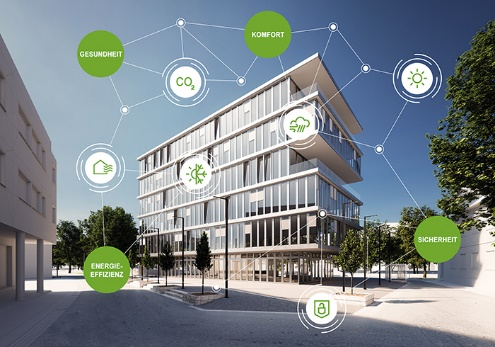 KOMFORT
GESUNDHEIT
CO₂
SICHERHEIT
ENERGIE-
EFFIZIENZ